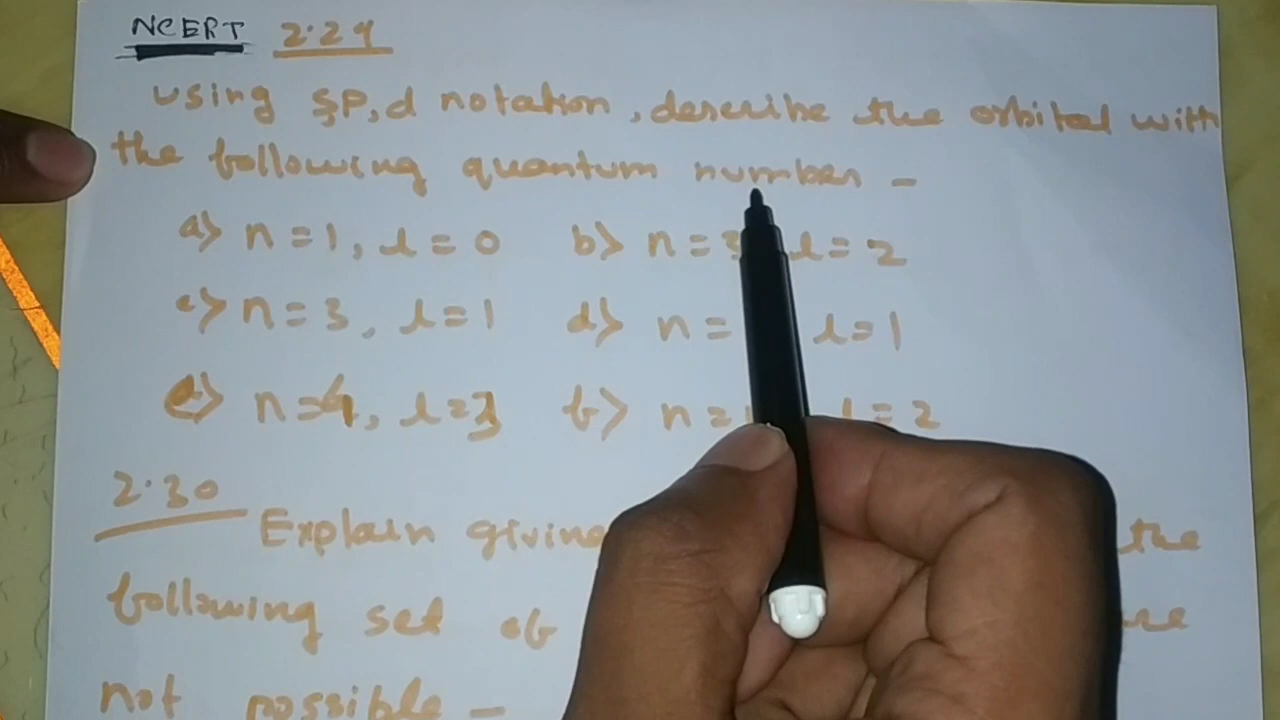 NCERT 2.29
using s,p,d notation, describe the orbital with
the following quantum number -
a) n=1, l=0 b) n= l=2
c) n=3, l=1 d) n= l=1
e) n=4, l=3 f) n= l=2
2.30
Explain giving the
following set of
not possible -